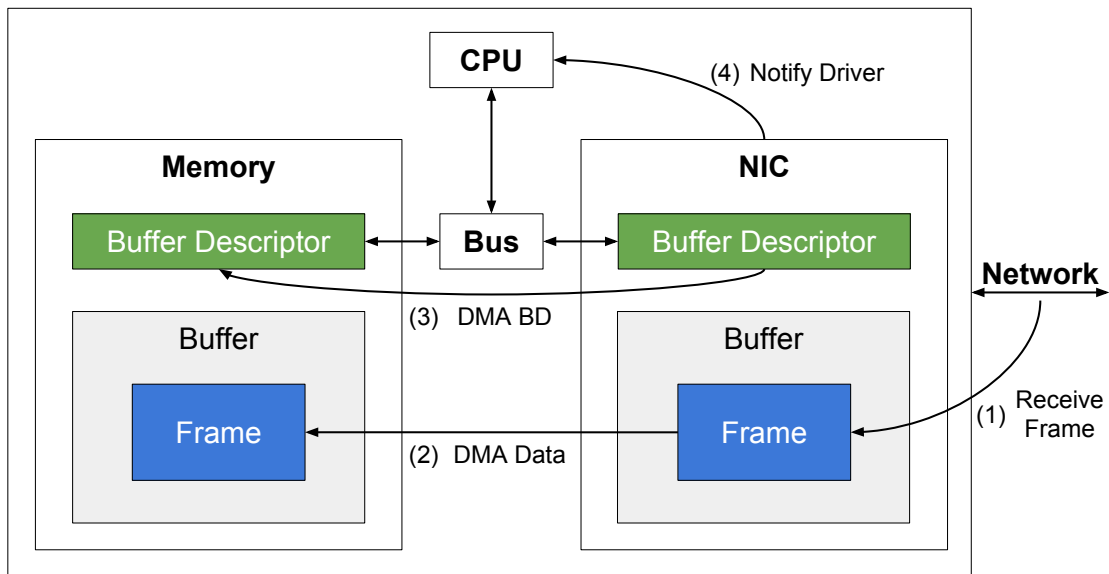 CPU
(4) Notify Driver
Memory
NIC
Buffer Descriptor
Bus
Buffer Descriptor
Network
(3) DMA BD
Buffer
Buffer
Frame
Frame
(1) Receive
Frame
(2) DMA Data